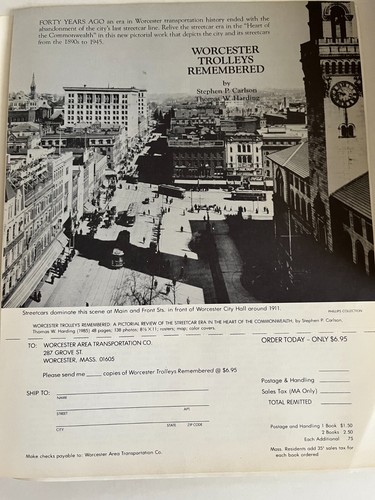 FORTY YEARS AGO an era in Worcester transportation history ended with the
abandonment of the city's last streetcar line. Relive the streetcar era in the "Heart of
the Commonwealth" in this new pictorial work that depicts the city and its streetcars
from the 1890s to 1945.
WORCESTER
TROLLEYS
REMEMBERED
by
Stephen P. Carlson
Thomas W. Harding
Streetcars dominate this scene at Main and Front Sts. in front of Worcester City Hall around 1911.
PHILLIPS COLLECTION
WORCESTER TROLLEYS REMEMBERED: A PICTORIAL REVIEW OF THE STREETCAR ERA IN THE HEART OF THE COMMONWEALTH, by Stephen P. Carlson,
Thomas W. Harding (1985) 48 pages; 138 photos; 8½ X 11; rosters; map; color covers.
TO: WORCESTER AREA TRANSPORTATION CO.
287 GROVE ST.
WORCESTER, MASS. 01605
ORDER TODAY - ONLY $6.95
Please send me ____ copies of Worcester Trolleys Remembered @ $6.95
Postage & Handling
Sales Tax (MA Only)
TOTAL REMITTED
SHIP TO:
NAME
STREET APT.
CITY STATE ZIP CODE
Postage and Handling 1 Book $1.50
2 Books 2.50
Each Additional .75
Mass. Residents add 35¢ sales tax for
each book ordered
Make checks payable to: Worcester Area Transportation Co.